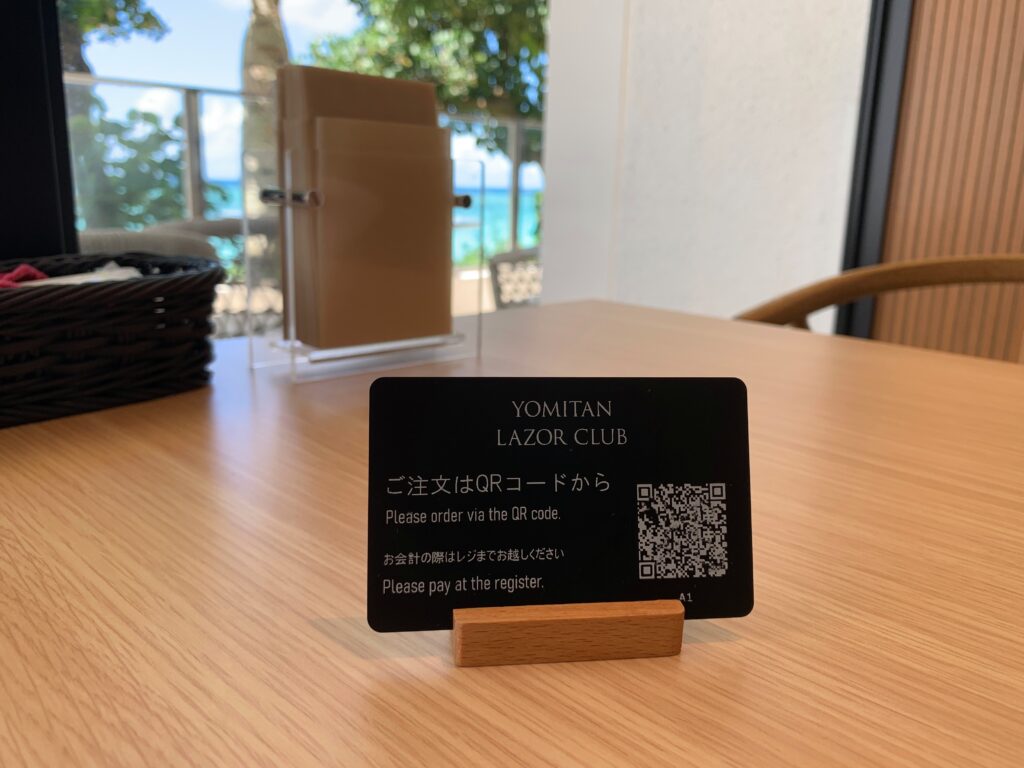 YOMITAN
LAZOR CLUB
ご注文はQRコードから
Please order via the QR code.
お会計の際はレジまでお越しください
Please pay at the register.
A1